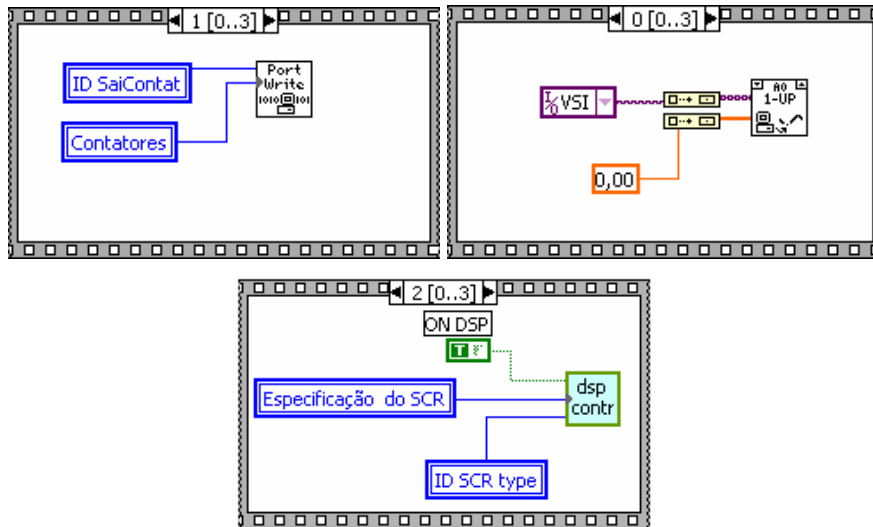 1 [0..3]
ID SaiContat
Port
Write
Contatores
0 [0..3]
VSI
AO
1-UP
0,00
2 [0..3]
ON DSP
T
Especificação do SCR
dsp
contr
ID SCR type